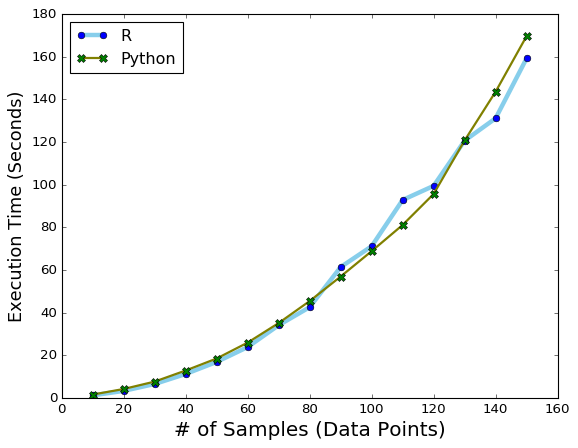 180
160
140
120
100
80
60
40
20
0
R
Python
Execution Time (Seconds)
0 20 40 60 80 100 120 140 160
# of Samples (Data Points)